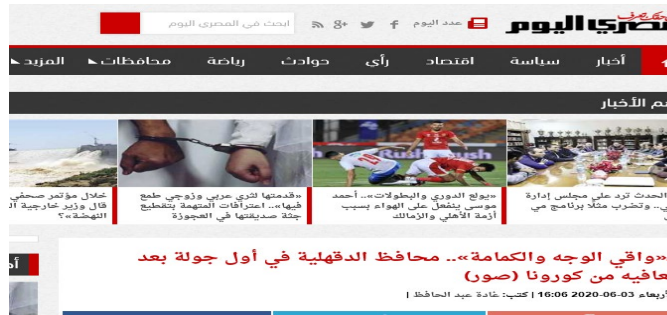 المصري اليوم
عدد اليوم
ابحث في المصري اليوم
أخبار سياسة اقتصاد رأي حوادث رياضة محافظات المزيد
الأخبار
الحدث ترد على مجلس إدارة
وتضرب مثلًا برنامج مي
«يولع الدوري والبطولات».. أحمد
موسى ينفعل على الهواء بسبب
أزمة الأهلي والزمالك
«قدمتها لثري عربي وزوجي طمع
فيها».. اعترافات المتهمة بتقطيع
جثة صديقتها في العجوزة
خلال مؤتمر صحفي
قال وزير خارجية
النهضة»؟
«واقي الوجه والكمامة».. محافظ الدقهلية في أول جولة بعد
عافيه من كورونا (صور)
ربعاء 03-06-2020 16:06 | كتب: غادة عبد الحافظ |